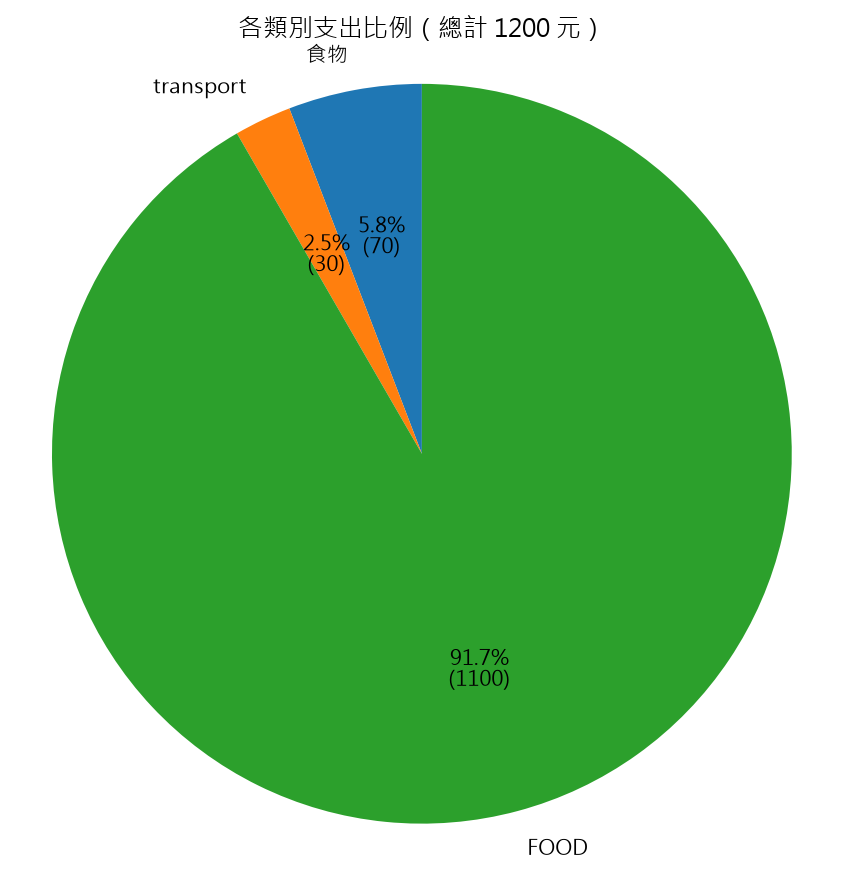 各類別支出比例（總計 1200 元）
食物
transport
5.8%
(70)
2.5%
(30)
91.7%
(1100)
FOOD